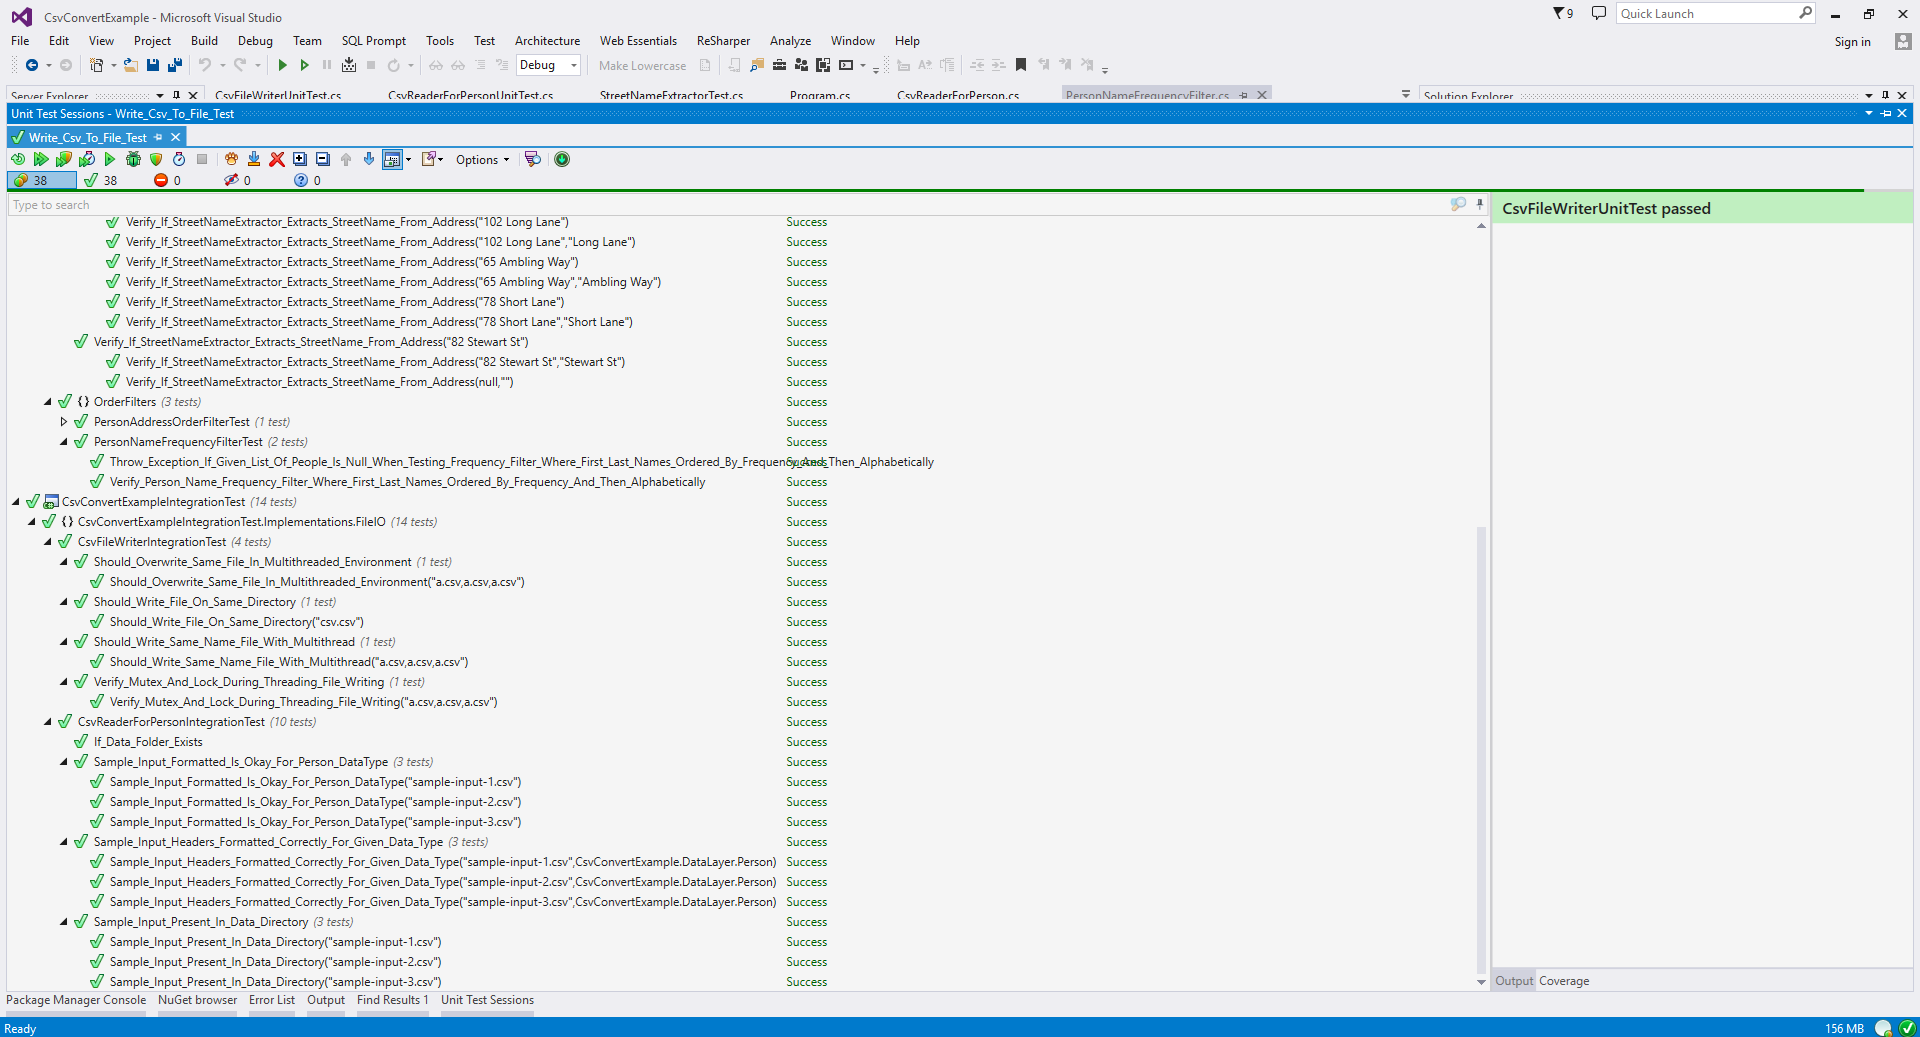 CsvConvertExample - Microsoft Visual Studio
9
Quick Launch
File Edit View Project Build Debug Team SQL Prompt Tools Test Architecture Web Essentials ReSharper Analyze Window Help
Sign in
Debug
Make Lowercase
Server Explorer
CsvFileWriterUnitTest.cs CsvReaderForPersonUnitTest.cs StreetNameExtractorTest.cs Program.cs CsvReaderForPerson.cs PersonNameFrequencyFilter.cs
Solution Explorer
Unit Test Sessions - Write_Csv_To_File_Test
Write_Csv_To_File_Test
Options
38 38 0 0 0
Type to search
CsvFileWriterUnitTest passed
Verify_If_StreetNameExtractor_Extracts_StreetName_From_Address("102 Long Lane") Success
Verify_If_StreetNameExtractor_Extracts_StreetName_From_Address("102 Long Lane","Long Lane") Success
Verify_If_StreetNameExtractor_Extracts_StreetName_From_Address("65 Ambling Way") Success
Verify_If_StreetNameExtractor_Extracts_StreetName_From_Address("65 Ambling Way","Ambling Way") Success
Verify_If_StreetNameExtractor_Extracts_StreetName_From_Address("78 Short Lane") Success
Verify_If_StreetNameExtractor_Extracts_StreetName_From_Address("78 Short Lane","Short Lane") Success
Verify_If_StreetNameExtractor_Extracts_StreetName_From_Address("82 Stewart St") Success
Verify_If_StreetNameExtractor_Extracts_StreetName_From_Address("82 Stewart St","Stewart St") Success
Verify_If_StreetNameExtractor_Extracts_StreetName_From_Address(null,"") Success
{} OrderFilters (3 tests) Success
PersonAddressOrderFilterTest (1 test) Success
PersonNameFrequencyFilterTest (2 tests) Success
Throw_Exception_If_Given_List_Of_People_Is_Null_When_Testing_Frequency_Filter_Where_First_Last_Names_Ordered_By_Frequency_And_Then_Alphabetically Success
Verify_Person_Name_Frequency_Filter_Where_First_Last_Names_Ordered_By_Frequency_And_Then_Alphabetically Success
CsvConvertExampleIntegrationTest (14 tests) Success
{} CsvConvertExampleIntegrationTest.Implementations.FileIO (14 tests) Success
CsvFileWriterIntegrationTest (4 tests) Success
Should_Overwrite_Same_File_In_Multithreaded_Environment (1 test) Success
Should_Overwrite_Same_File_In_Multithreaded_Environment("a.csv,a.csv,a.csv") Success
Should_Write_File_On_Same_Directory (1 test) Success
Should_Write_File_On_Same_Directory("csv.csv") Success
Should_Write_Same_Name_File_With_Multithread (1 test) Success
Should_Write_Same_Name_File_With_Multithread("a.csv,a.csv,a.csv") Success
Verify_Mutex_And_Lock_During_Threading_File_Writing (1 test) Success
Verify_Mutex_And_Lock_During_Threading_File_Writing("a.csv,a.csv,a.csv") Success
CsvReaderForPersonIntegrationTest (10 tests) Success
If_Data_Folder_Exists Success
Sample_Input_Formatted_Is_Okay_For_Person_DataType (3 tests) Success
Sample_Input_Formatted_Is_Okay_For_Person_DataType("sample-input-1.csv") Success
Sample_Input_Formatted_Is_Okay_For_Person_DataType("sample-input-2.csv") Success
Sample_Input_Formatted_Is_Okay_For_Person_DataType("sample-input-3.csv") Success
Sample_Input_Headers_Formatted_Correctly_For_Given_Data_Type (3 tests) Success
Sample_Input_Headers_Formatted_Correctly_For_Given_Data_Type("sample-input-1.csv",CsvConvertExample.DataLayer.Person) Success
Sample_Input_Headers_Formatted_Correctly_For_Given_Data_Type("sample-input-2.csv",CsvConvertExample.DataLayer.Person) Success
Sample_Input_Headers_Formatted_Correctly_For_Given_Data_Type("sample-input-3.csv",CsvConvertExample.DataLayer.Person) Success
Sample_Input_Present_In_Data_Directory (3 tests) Success
Sample_Input_Present_In_Data_Directory("sample-input-1.csv") Success
Sample_Input_Present_In_Data_Directory("sample-input-2.csv") Success
Sample_Input_Present_In_Data_Directory("sample-input-3.csv") Success
Output Coverage
Package Manager Console NuGet browser Error List Output Find Results 1 Unit Test Sessions
Ready
156 MB